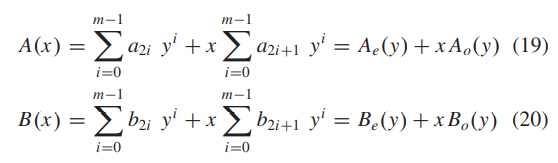 A(x) = \sum_{i=0}^{m-1} a_{2i} y^i + x \sum_{i=0}^{m-1} a_{2i+1} y^i = A_e(y) + x A_o(y) (19)
B(x) = \sum_{i=0}^{m-1} b_{2i} y^i + x \sum_{i=0}^{m-1} b_{2i+1} y^i = B_e(y) + x B_o(y) (20)